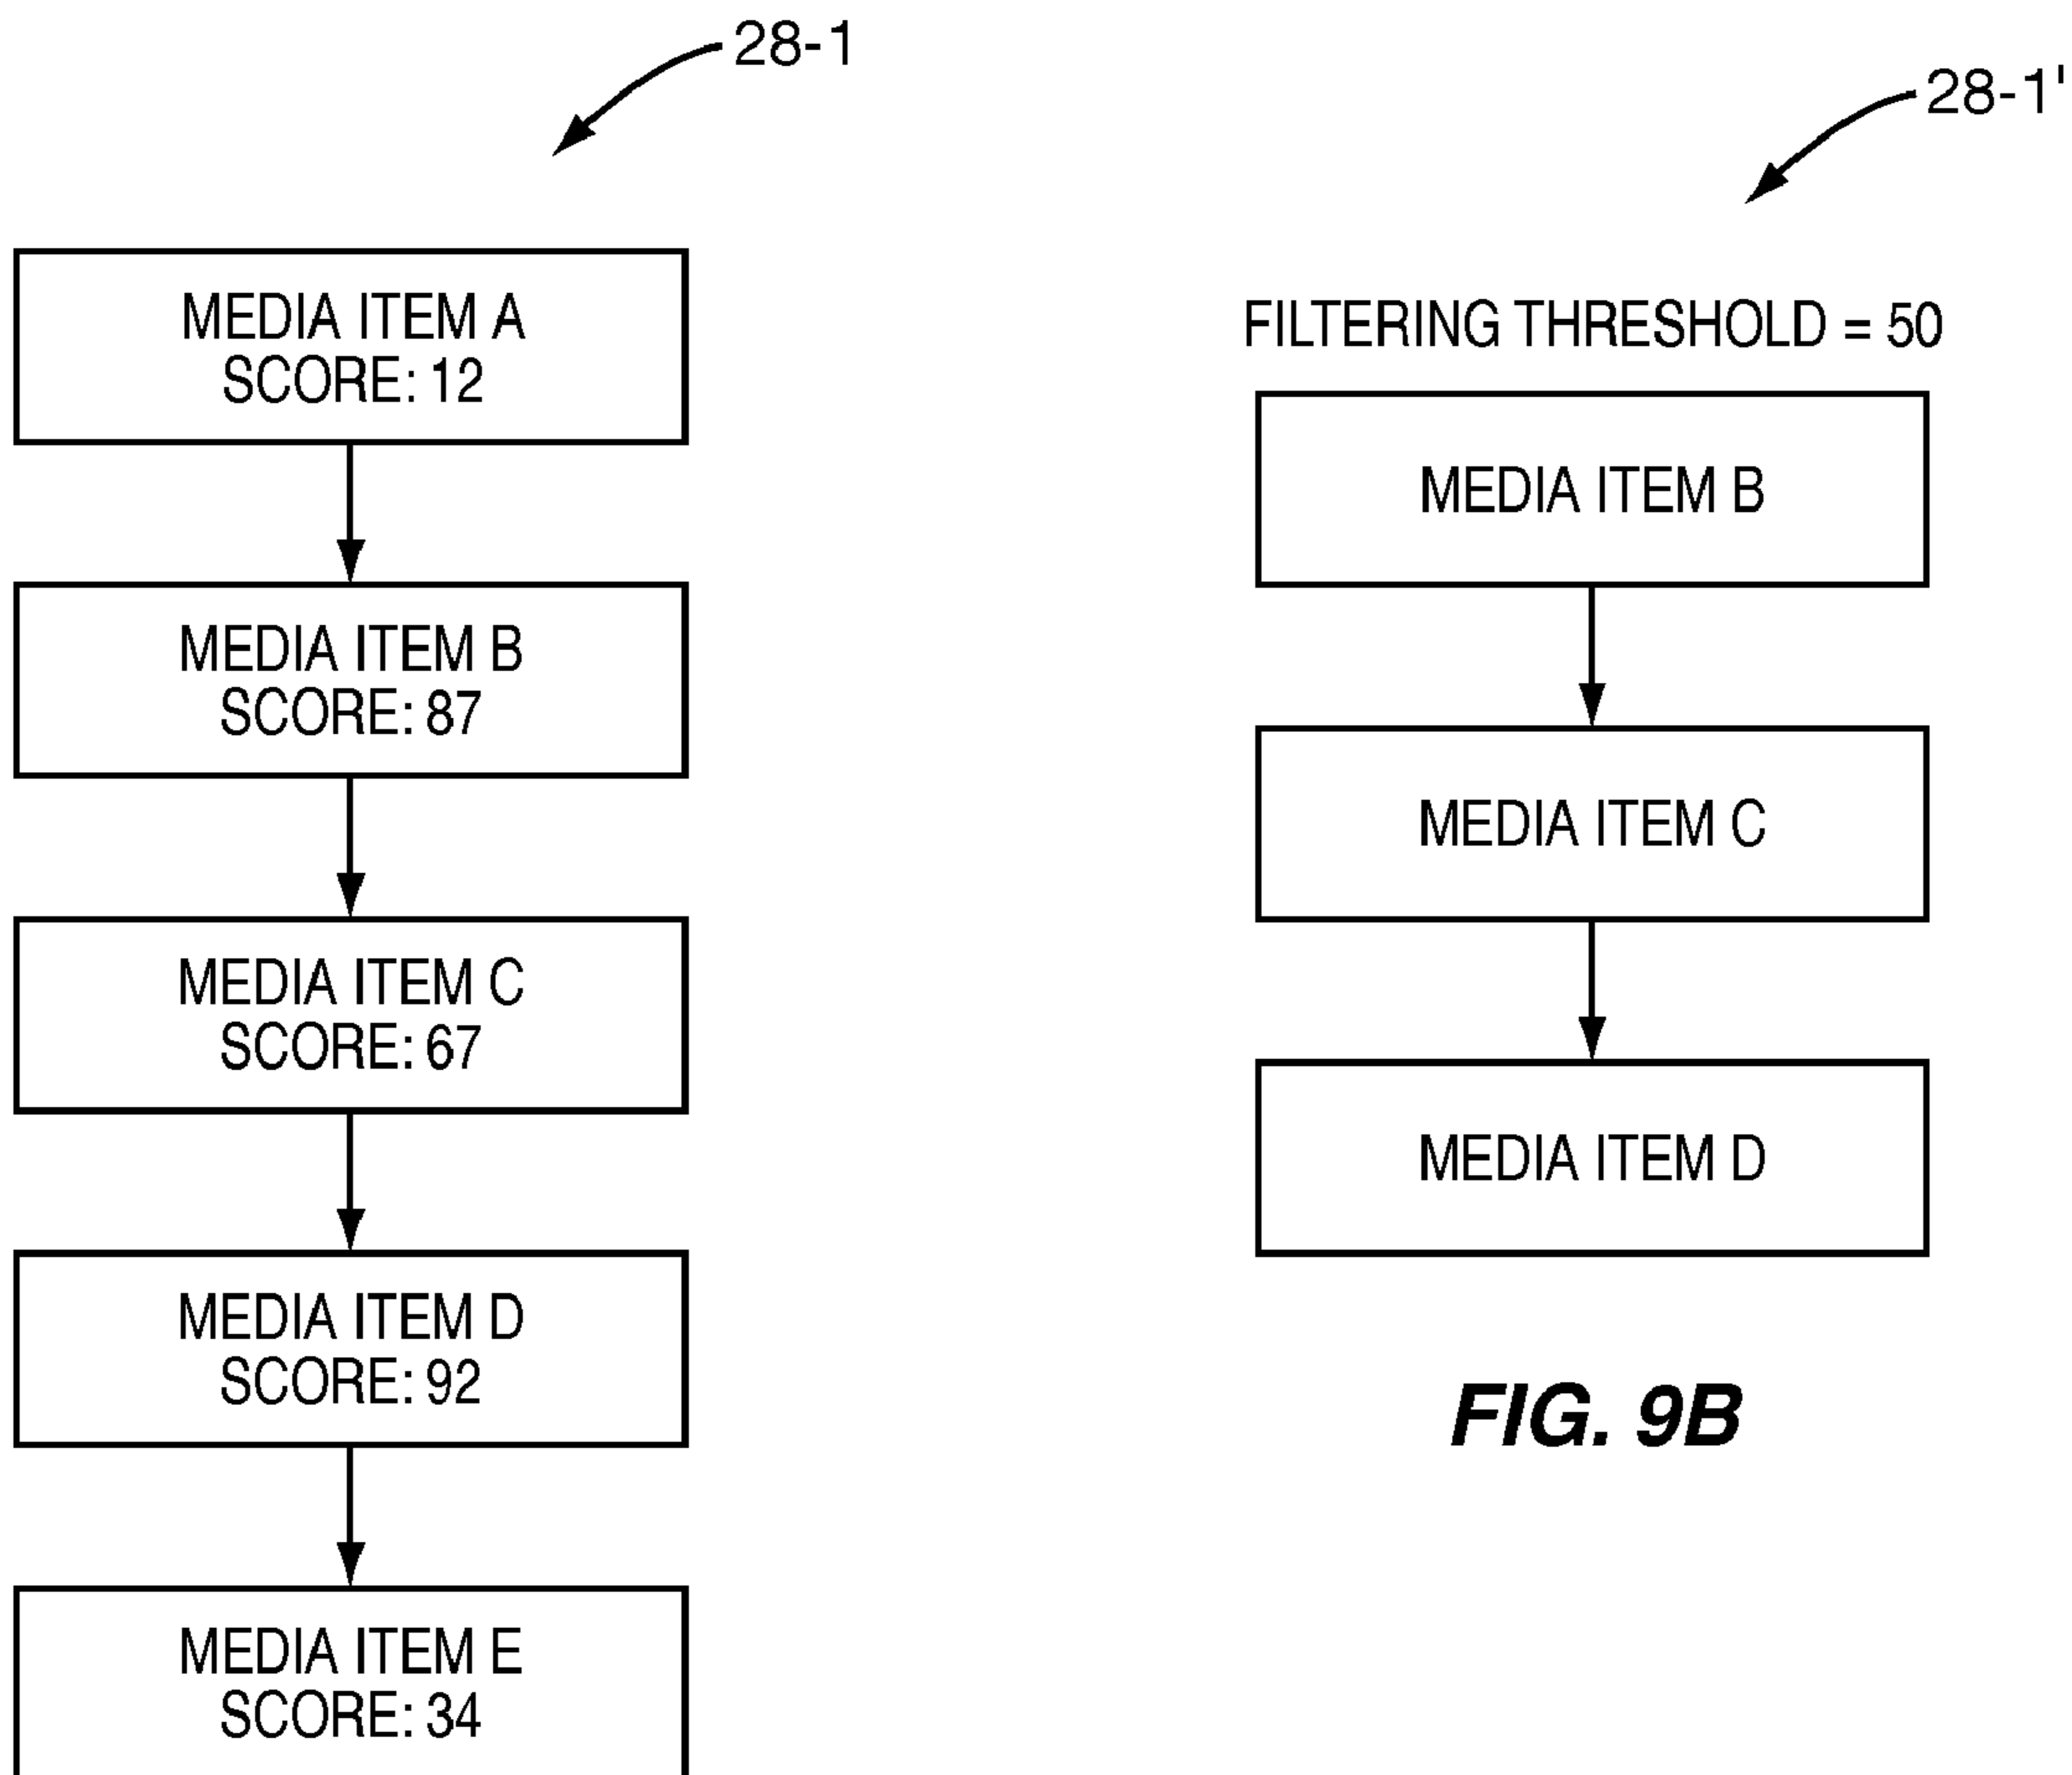 28-1
MEDIA ITEM A
SCORE: 12
MEDIA ITEM B
SCORE: 87
MEDIA ITEM C
SCORE: 67
MEDIA ITEM D
SCORE: 92
MEDIA ITEM E
SCORE: 34
28-1'
FILTERING THRESHOLD = 50
MEDIA ITEM B
MEDIA ITEM C
MEDIA ITEM D
FIG. 9B